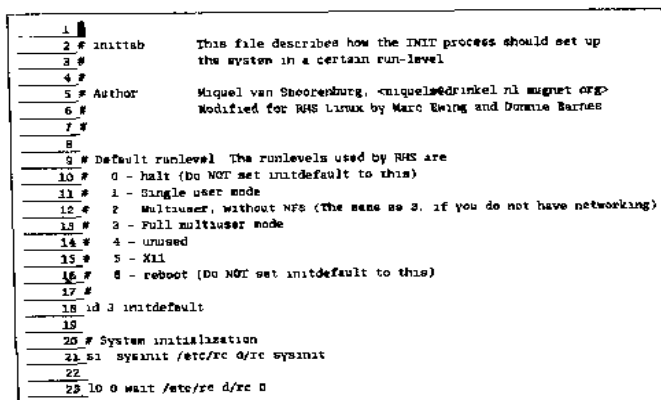 1
2 # inittab This file describes how the INIT process should set up
3 # the system in a certain run-level
4 #
5 # Author Miquel van Smoorenburg, <miquels@drinkel nl mugnet org>
6 # Modified for RHS Linux by Marc Ewing and Donnie Barnes
7 #
8
9 # Default runlevel The runlevels used by RHS are
10 # 0 - halt (Do NOT set initdefault to this)
11 # 1 - Single user mode
12 # 2 Multiuser, without NFS (The same as 3, if you do not have networking)
13 # 3 - Full multiuser mode
14 # 4 - unused
15 # 5 - X11
16 # 6 - reboot (Do NOT set initdefault to this)
17 #
18 id 3 initdefault
19
20 # System initialization
21 si sysinit /etc/rc d/rc sysinit
22
23 l0 0 wait /etc/rc d/rc 0